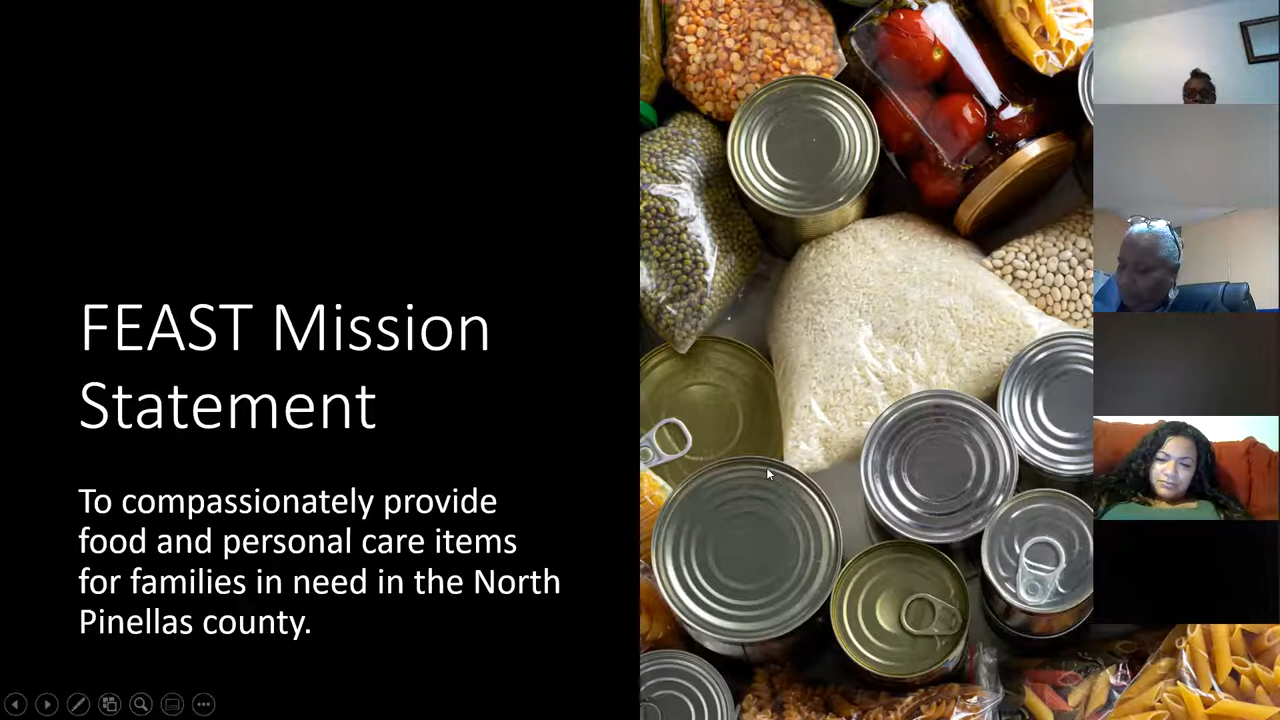 FEAST Mission
Statement
To compassionately provide
food and personal care items
for families in need in the North
Pinellas county.